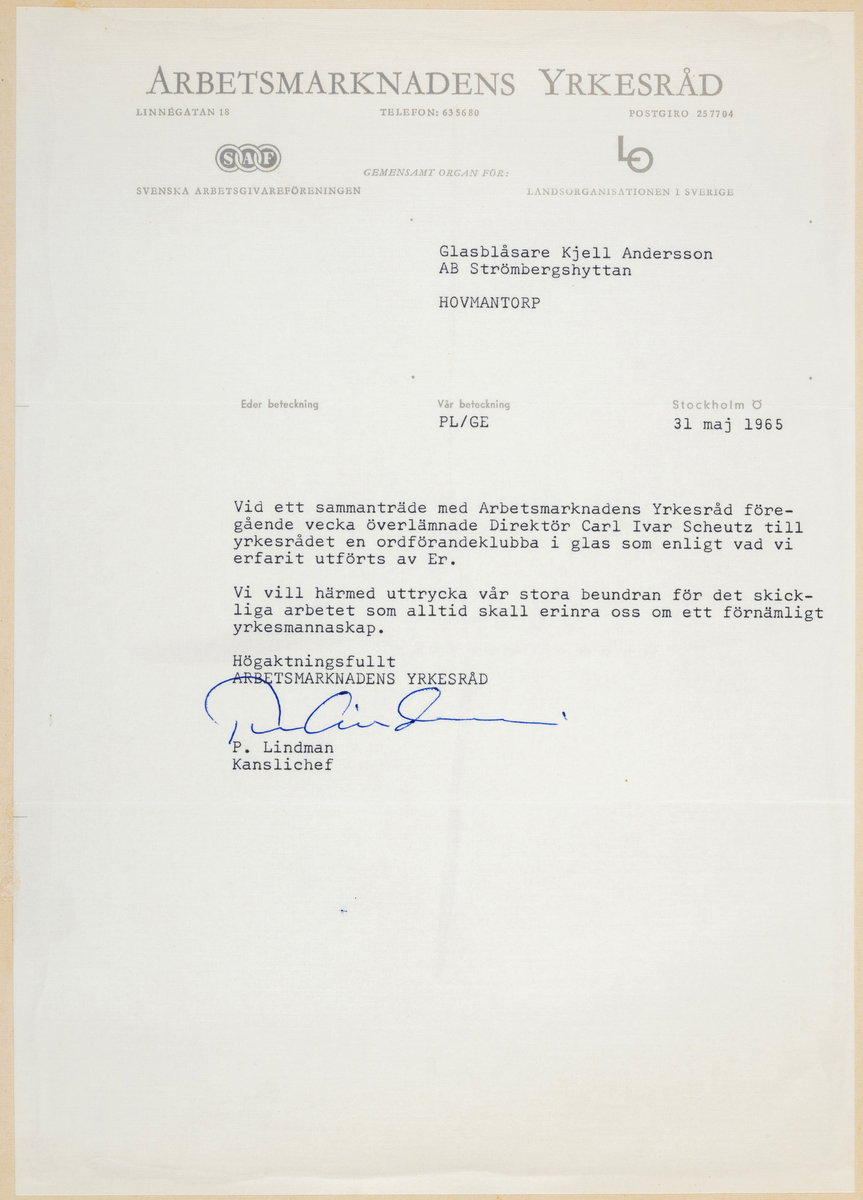 ARBETSMARKNADENS YRKESRÅD
LINNÉGATAN 18 TELEFON: 635680 POSTGIRO 257704
SAF LO
GEMENSAMT ORGAN FÖR:
SVENSKA ARBETSGIVAREFÖRENINGEN LANDSORGANISATIONEN I SVERIGE
Glasblåsare Kjell Andersson
AB Strömbergshyttan
HOVMANTORP
Eder beteckning Vår beteckning Stockholm Ö
PL/GE 31 maj 1965
Vid ett sammanträde med Arbetsmarknadens Yrkesråd före-
gående vecka överlämnade Direktör Carl Ivar Scheutz till
yrkesrådet en ordförandeklubba i glas som enligt vad vi
erfarit utförts av Er.
Vi vill härmed uttrycka vår stora beundran för det skick-
liga arbetet som alltid skall erinra oss om ett förnämligt
yrkesmannaskap.
Högaktningsfullt
ARBETSMARKNADENS YRKESRÅD
P. Lindman
Kanslichef